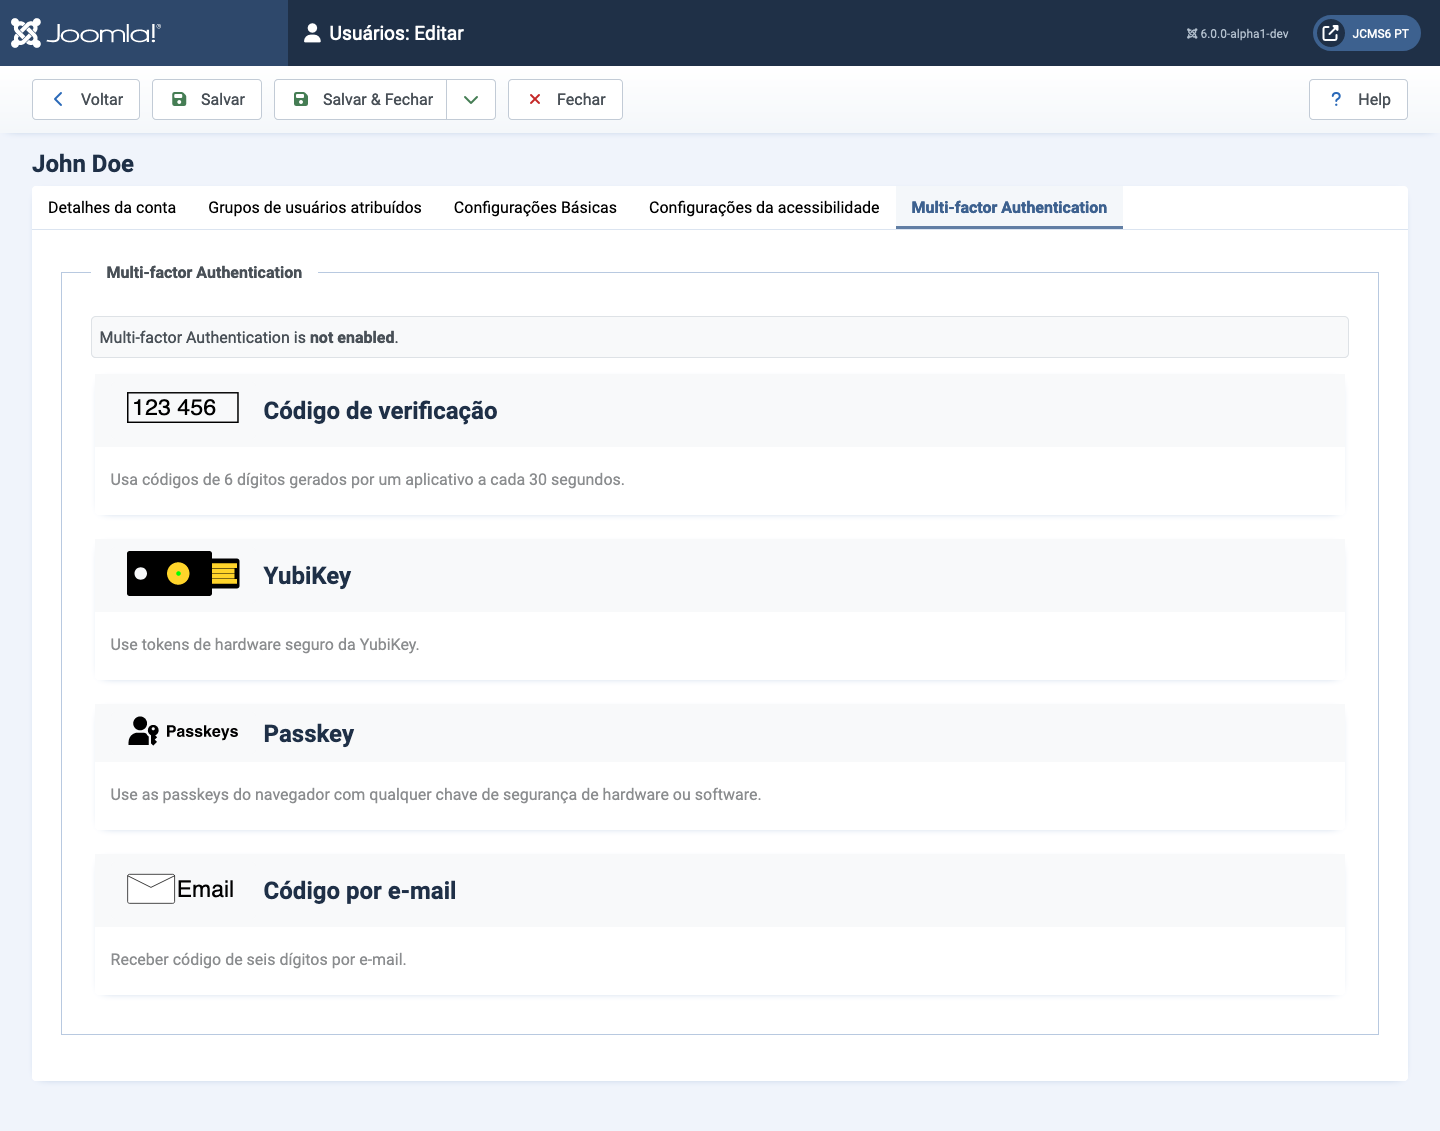 Joomla!®
Usuários: Editar
6.0.0-alpha1-dev
JCMS6 PT
Voltar
Salvar
Salvar & Fechar
Fechar
? Help
John Doe
Detalhes da conta
Grupos de usuários atribuídos
Configurações Básicas
Configurações da acessibilidade
Multi-factor Authentication
Multi-factor Authentication
Multi-factor Authentication is not enabled.
123 456
Código de verificação
Usa códigos de 6 dígitos gerados por um aplicativo a cada 30 segundos.
YubiKey
Use tokens de hardware seguro da YubiKey.
Passkeys
Passkey
Use as passkeys do navegador com qualquer chave de segurança de hardware ou software.
Email
Código por e-mail
Receber código de seis dígitos por e-mail.